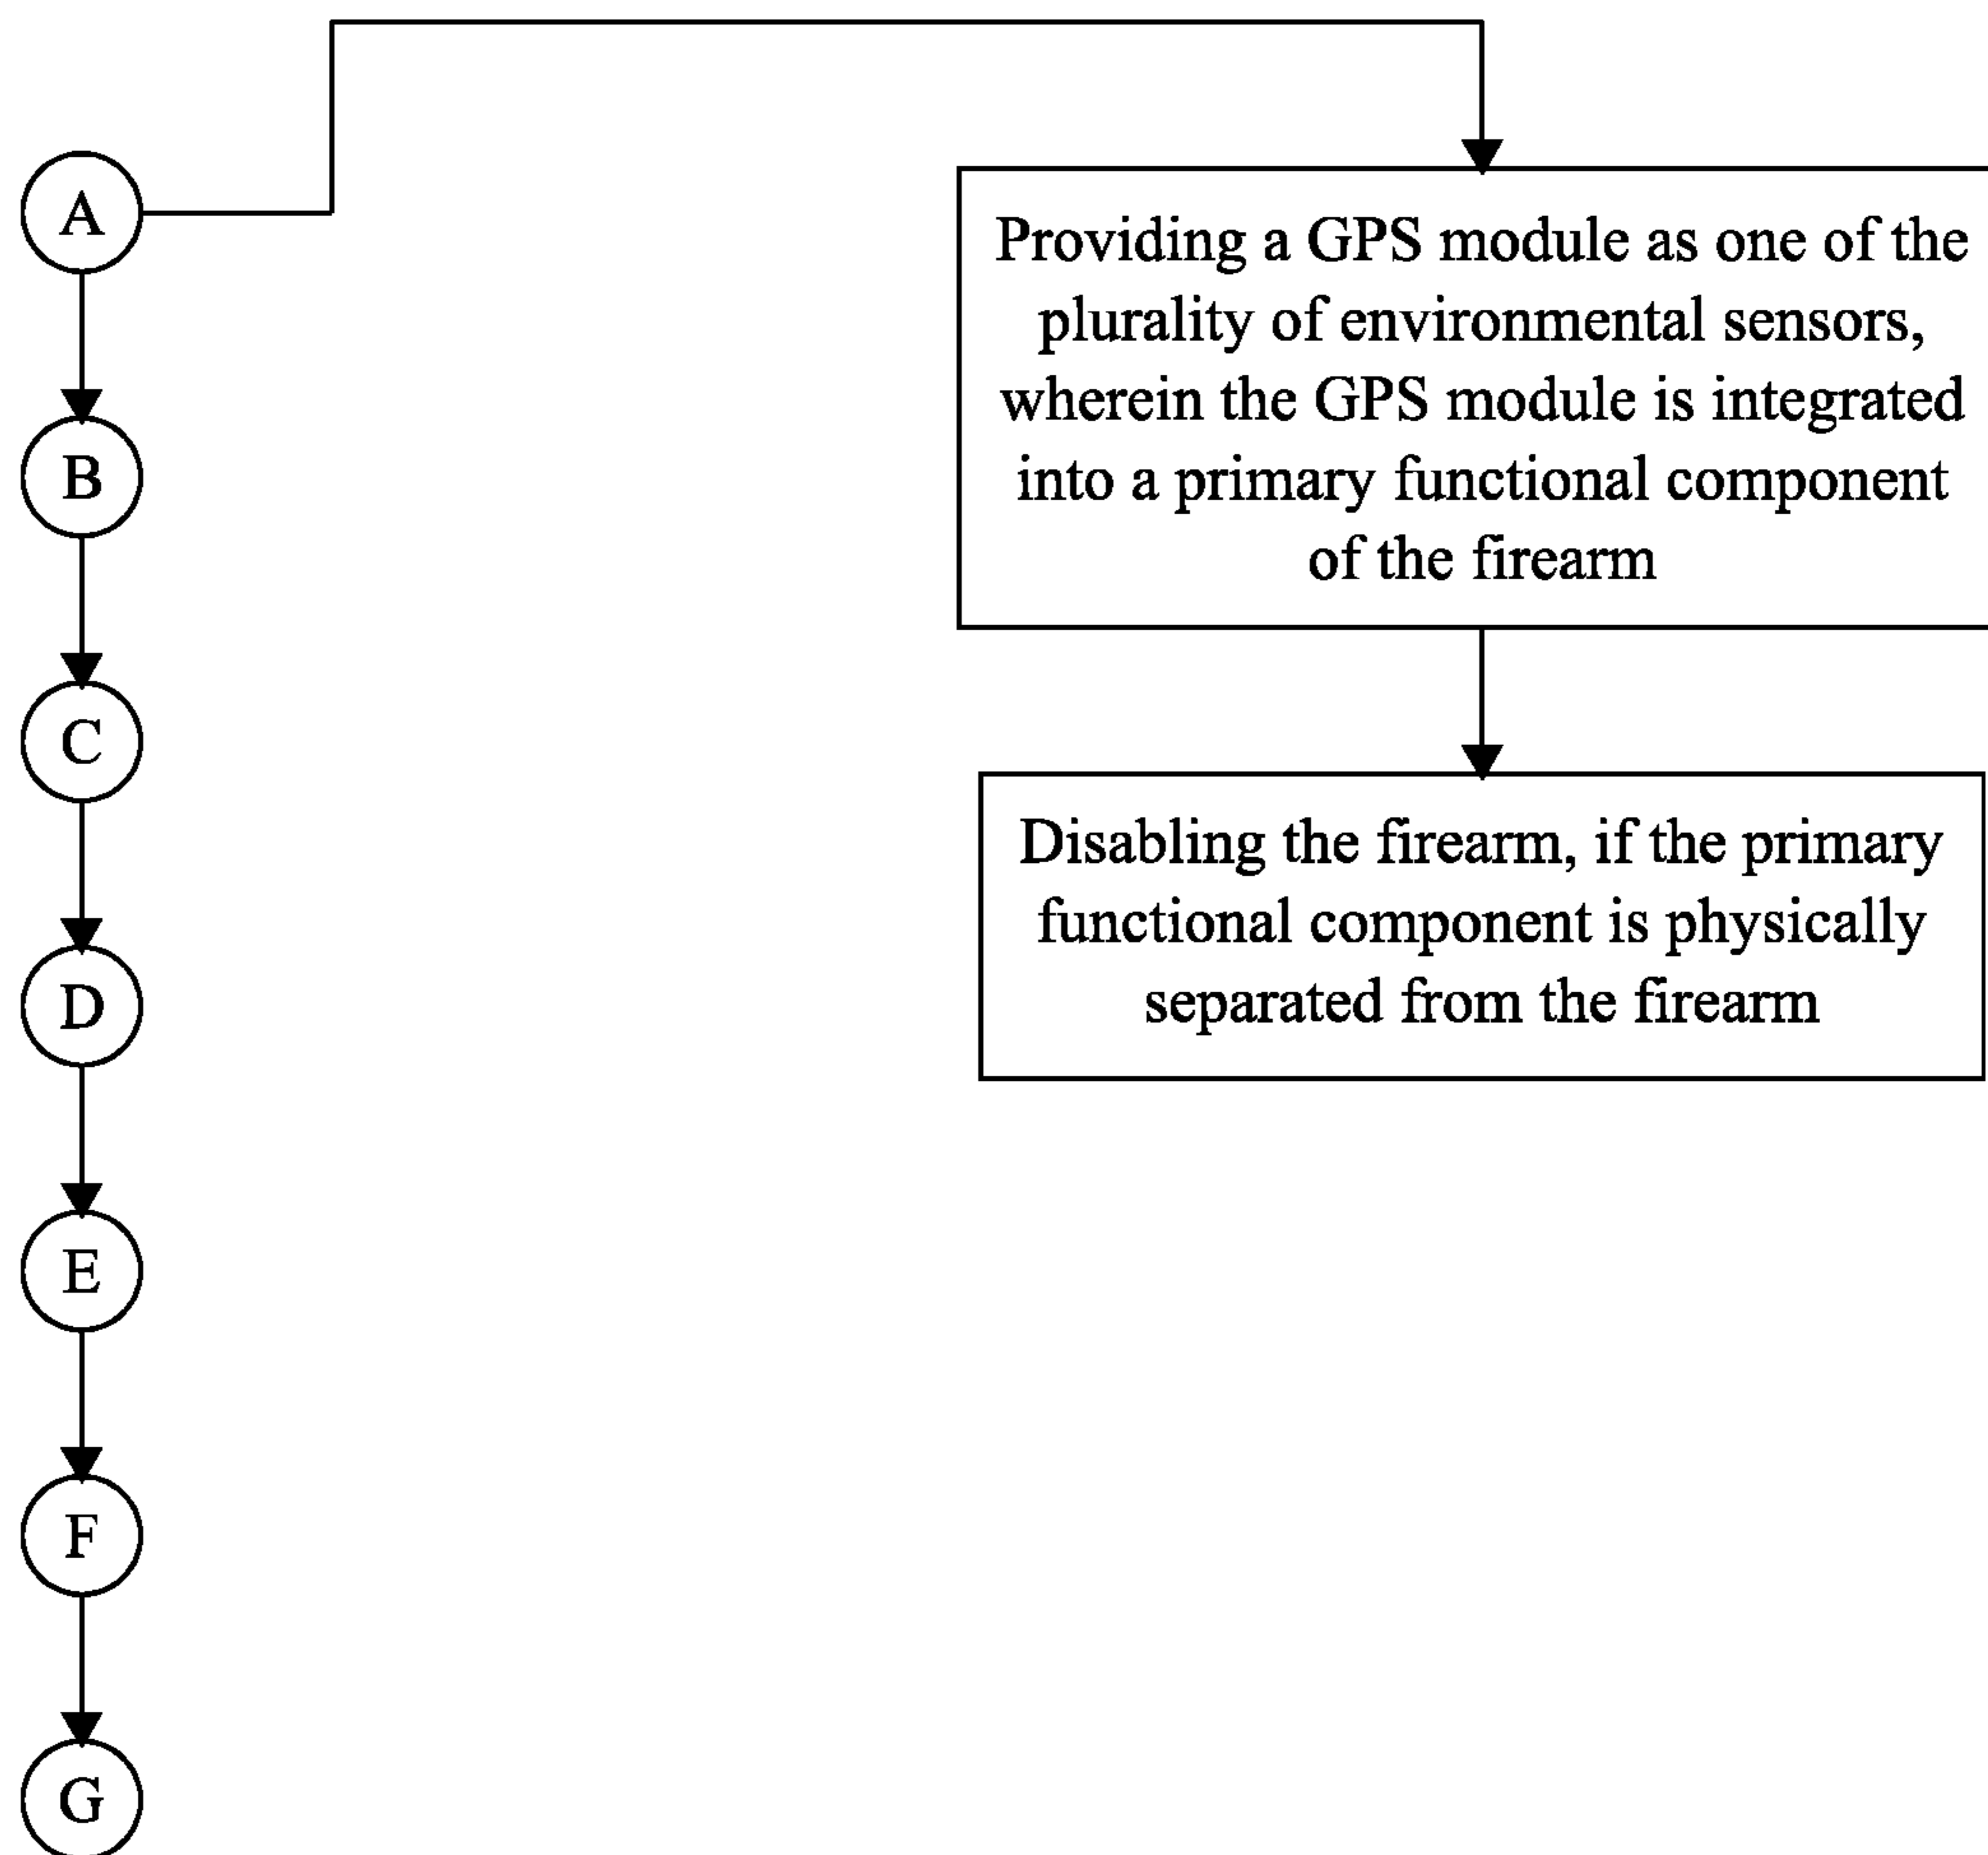 A
B
C
D
E
F
G
Providing a GPS module as one of the
plurality of environmental sensors,
wherein the GPS module is integrated
into a primary functional component
of the firearm
Disabling the firearm, if the primary
functional component is physically
separated from the firearm